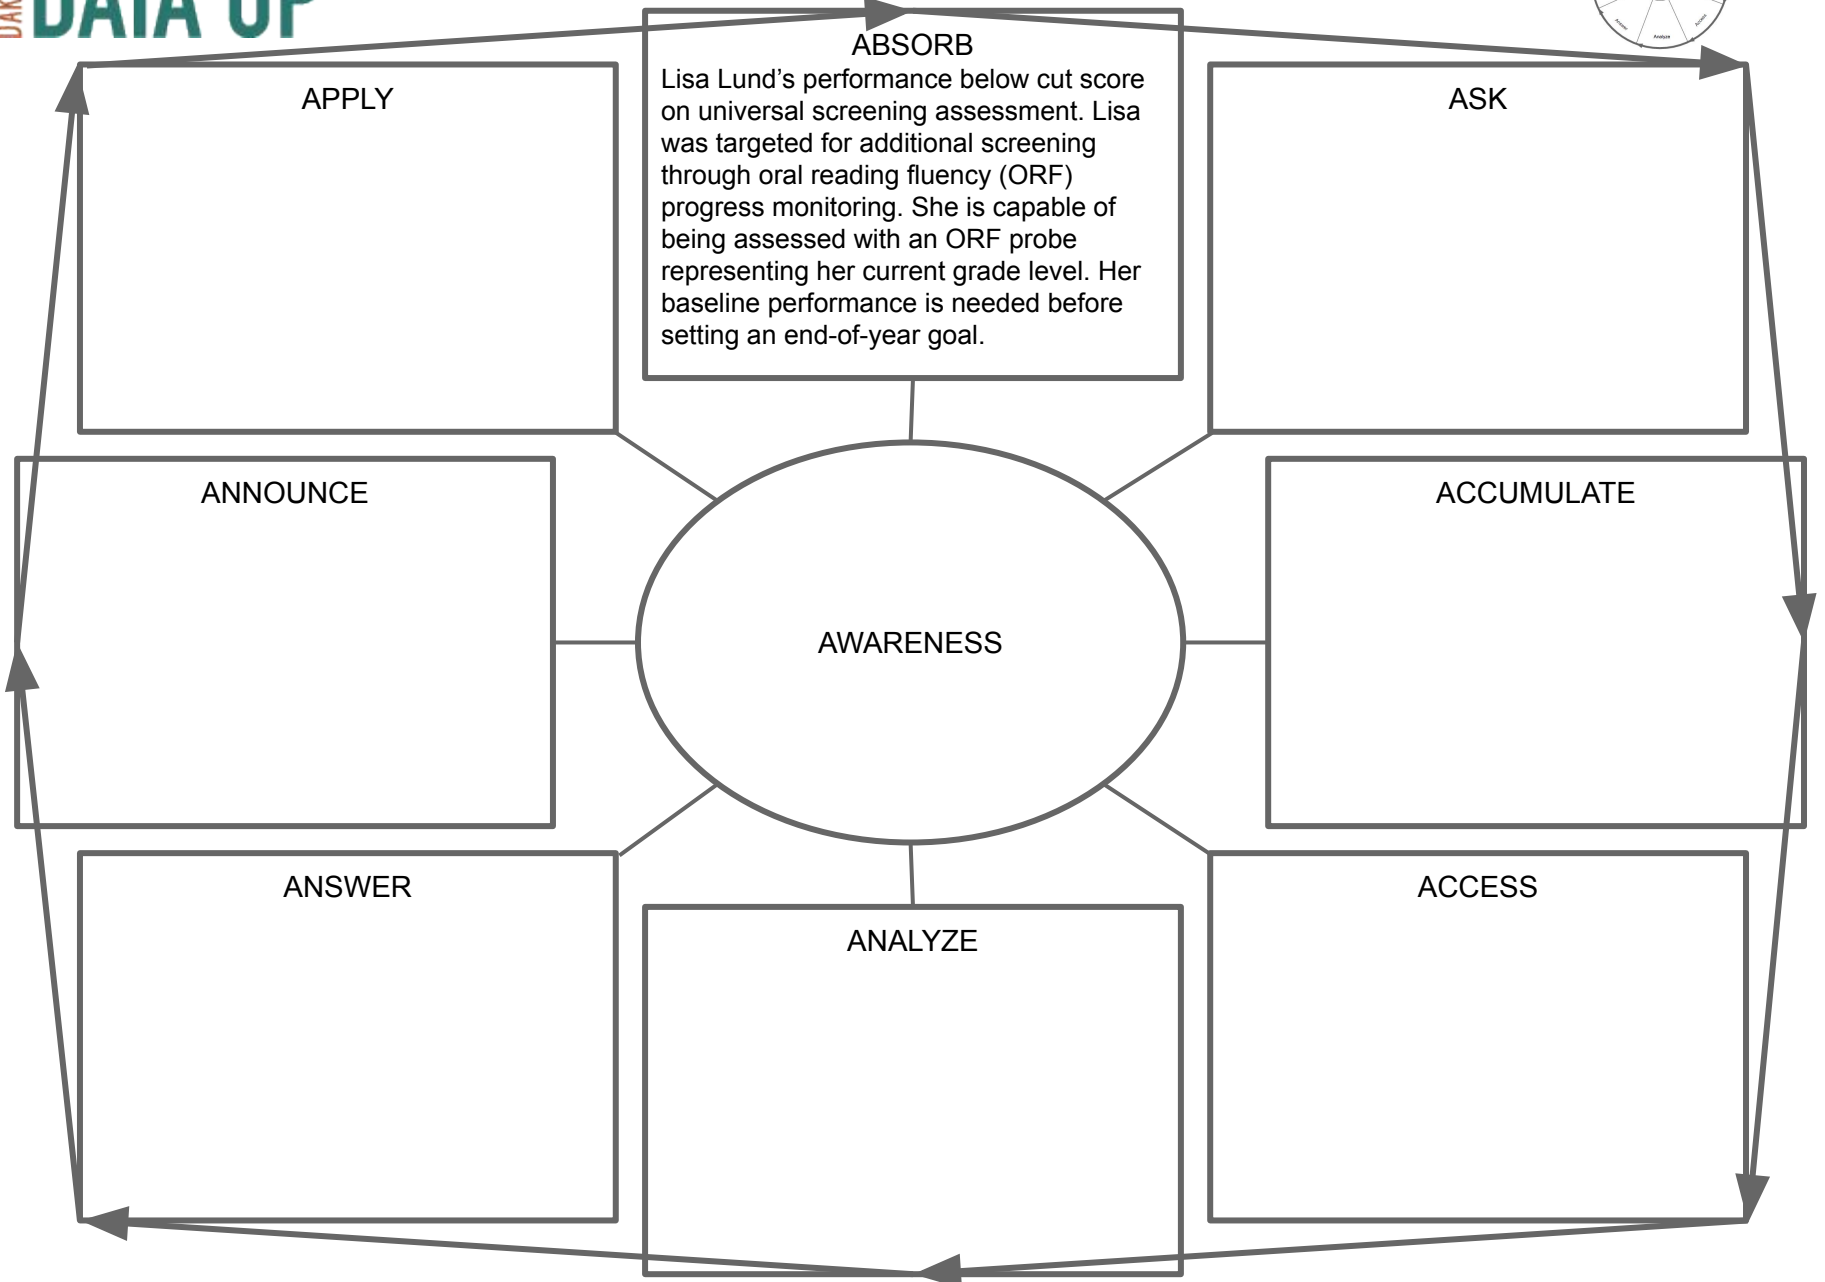 DATA UP
ABSORB
Lisa Lund’s performance below cut score
on universal screening assessment. Lisa
was targeted for additional screening
through oral reading fluency (ORF)
progress monitoring. She is capable of
being assessed with an ORF probe
representing her current grade level. Her
baseline performance is needed before
setting an end-of-year goal.
APPLY
ASK
ANNOUNCE
ACCUMULATE
AWARENESS
ANSWER
ACCESS
ANALYZE
Answer
Analyze
Access